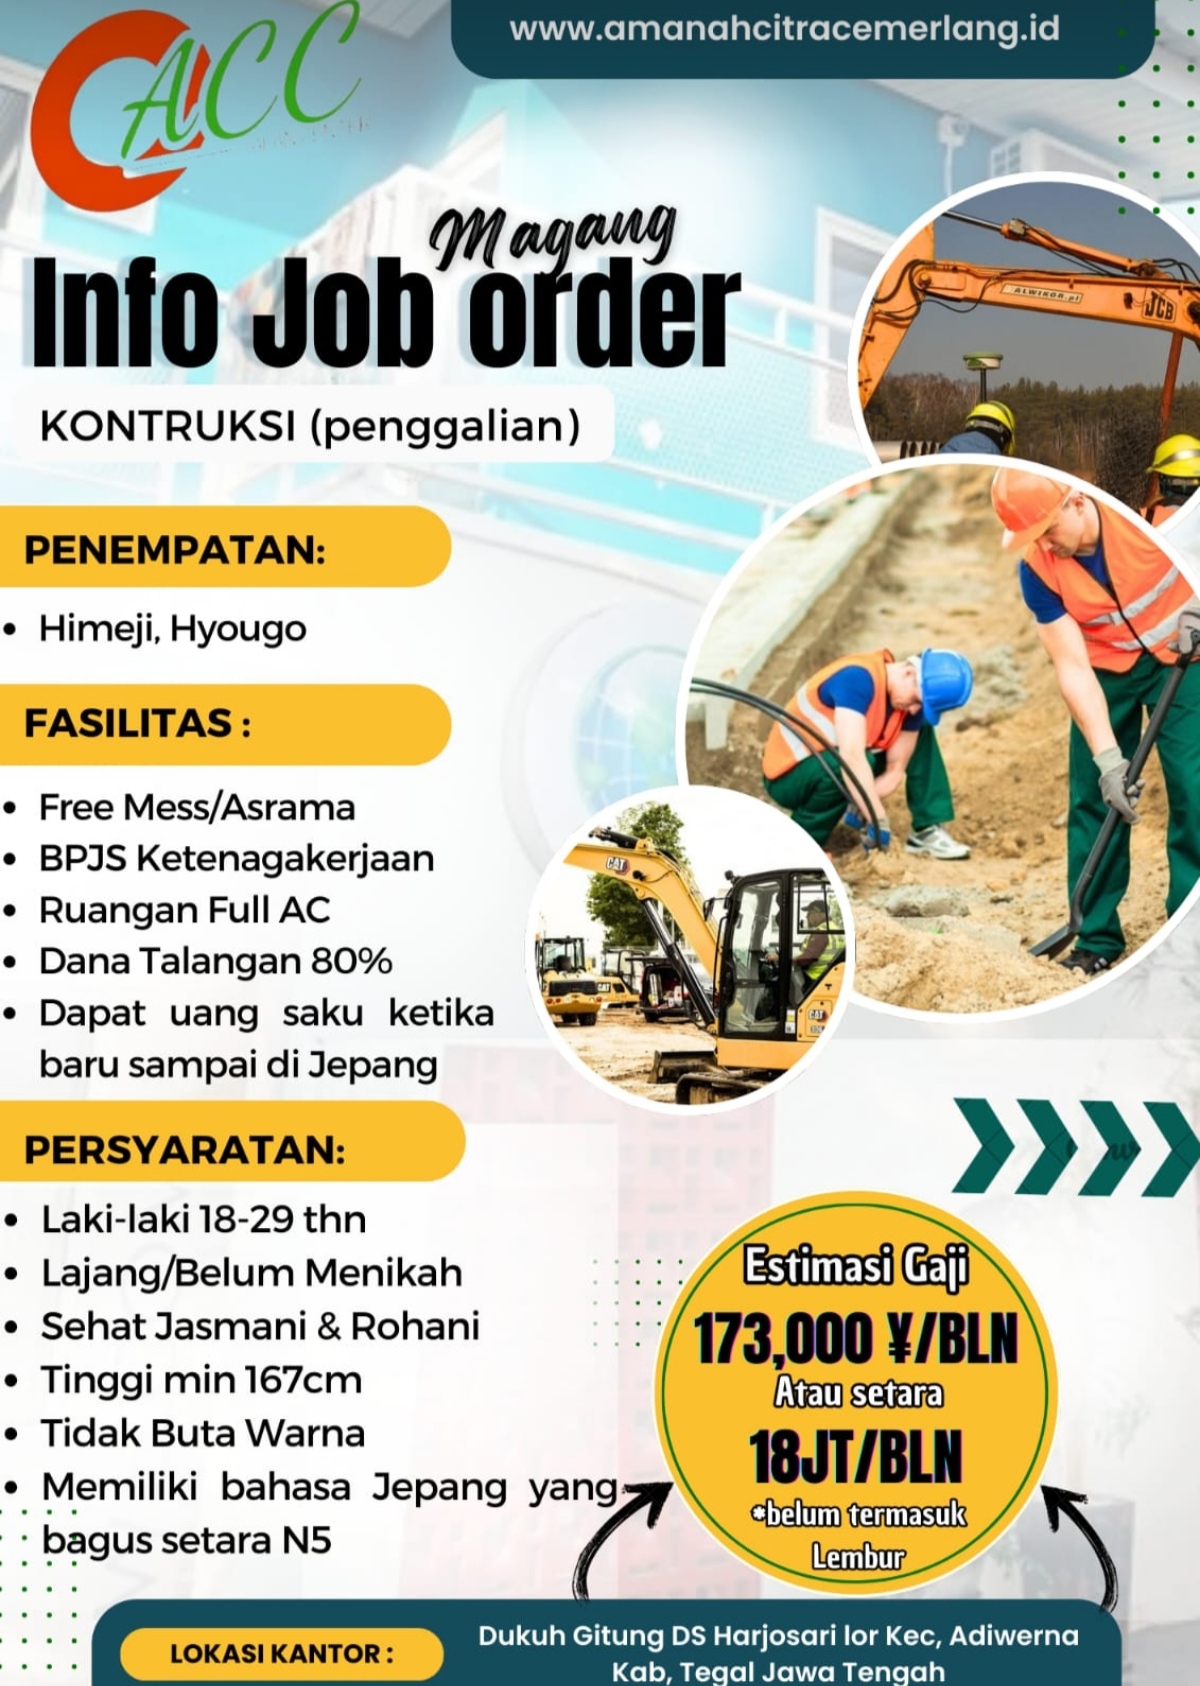 www.amanahcitracemerlang.id
ACC
Magang
Info Job order
KONTRUKSI (penggalian)
ALWIKOR.pl
JCB
PENEMPATAN:
• Himeji, Hyougo
FASILITAS :
• Free Mess/Asrama
• BPJS Ketenagakerjaan
• Ruangan Full AC
• Dana Talangan 80%
• Dapat uang saku ketika
baru sampai di Jepang
CAT
CAT
CAT
PERSYARATAN:
• Laki-laki 18-29 thn
• Lajang/Belum Menikah
• Sehat Jasmani & Rohani
• Tinggi min 167cm
• Tidak Buta Warna
• Memiliki bahasa Jepang yang
bagus setara N5
Estimasi Gaji
173,000 ¥/BLN
Atau setara
18JT/BLN
*belum termasuk
Lembur
LOKASI KANTOR :
Dukuh Gitung DS Harjosari lor Kec, Adiwerna
Kab, Tegal Jawa Tengah